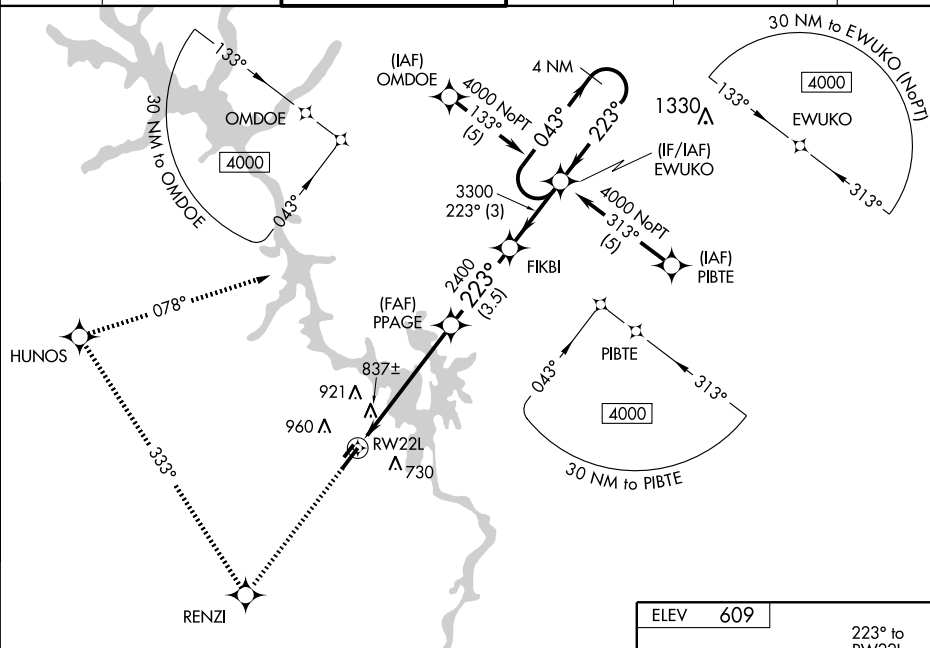 30 NM to EWUKO (NoPT)
133°
4000
EWUKO
313°
133°
OMDOE
4000
043°
30 NM to OMDOE
(IAF)
OMDOE
4000 NoPT
133°
(5)
4 NM
043°
223°
1330
(IF/IAF)
EWUKO
3300
223° (3)
4000 NoPT
313°
(5)
(IAF)
PIBTE
FIKBI
2400
223°
(3.5)
(FAF)
PPAGE
078°
HUNOS
837±
921
960
RW22L
730
333°
RENZI
PIBTE
043°
313°
4000
30 NM to PIBTE
ELEV 609
223° to
RW22L